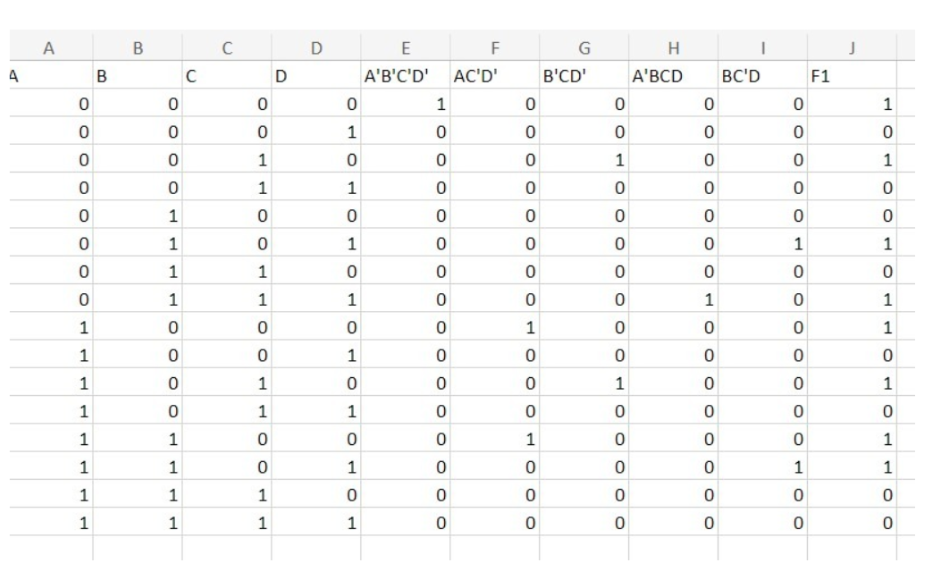 A B C D E F G H I J
A B C D A'B'C'D' AC'D' B'CD' A'BCD BC'D F1
0 0 0 0 1 0 0 0 0 1
0 0 0 1 0 0 0 0 0 0
0 0 1 0 0 0 1 0 0 1
0 0 1 1 0 0 0 0 0 0
0 1 0 0 0 0 0 0 0 0
0 1 0 1 0 0 0 0 1 1
0 1 1 0 0 0 0 0 0 0
0 1 1 1 0 0 0 1 0 1
1 0 0 0 0 1 0 0 0 1
1 0 0 1 0 0 0 0 0 0
1 0 1 0 0 0 1 0 0 1
1 0 1 1 0 0 0 0 0 0
1 1 0 0 0 1 0 0 0 1
1 1 0 1 0 0 0 0 1 1
1 1 1 0 0 0 0 0 0 0
1 1 1 1 0 0 0 0 0 0